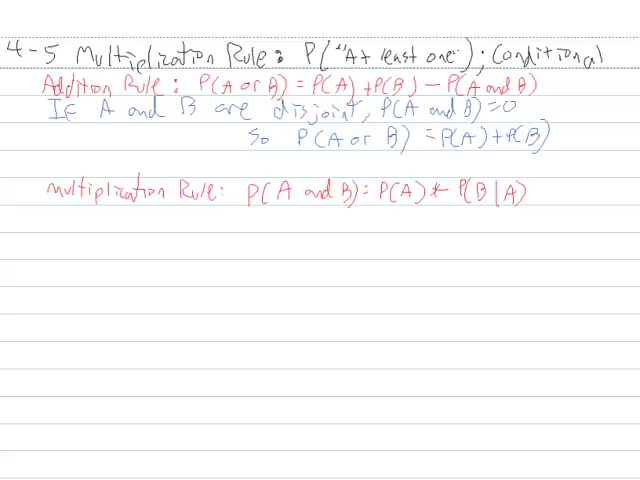 4-5 Multiplication Rule: P("At least one"); Conditional
Addition Rule: P(A or B) = P(A) + P(B) - P(A and B)
If A and B are disjoint, P(A and B) = 0
So P(A or B) = P(A) + P(B)
multiplication Rule: P(A and B) = P(A) * P(B|A)